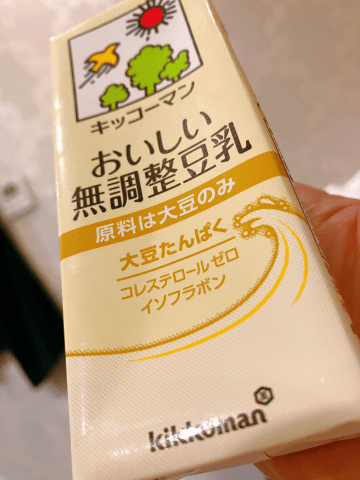 キッコーマン
おいしい
無調整豆乳
原料は大豆のみ
大豆たんぱく
コレステロールゼロ
イソフラボン
kikkoman